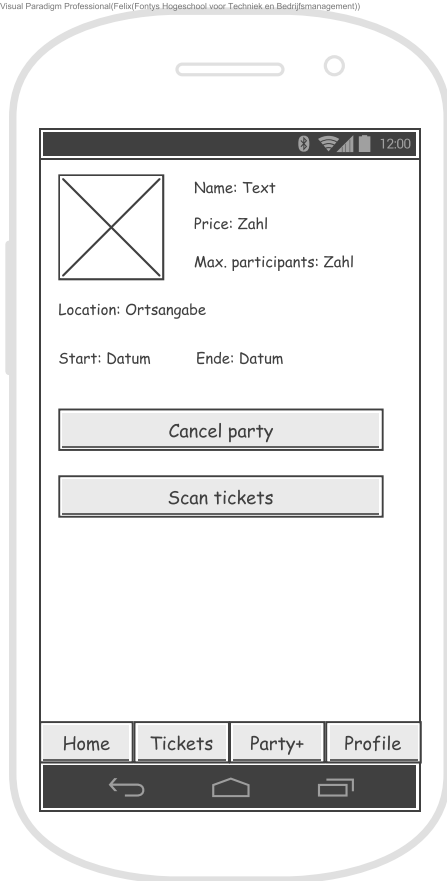 Visual Paradigm Professional(Felix(Fontys Hogeschool voor Techniek en Bedrijfsmanagement))
12:00
Name: Text
Price: Zahl
Max. participants: Zahl
Location: Ortsangabe
Start: Datum Ende: Datum
Cancel party
Scan tickets
Home Tickets Party+ Profile